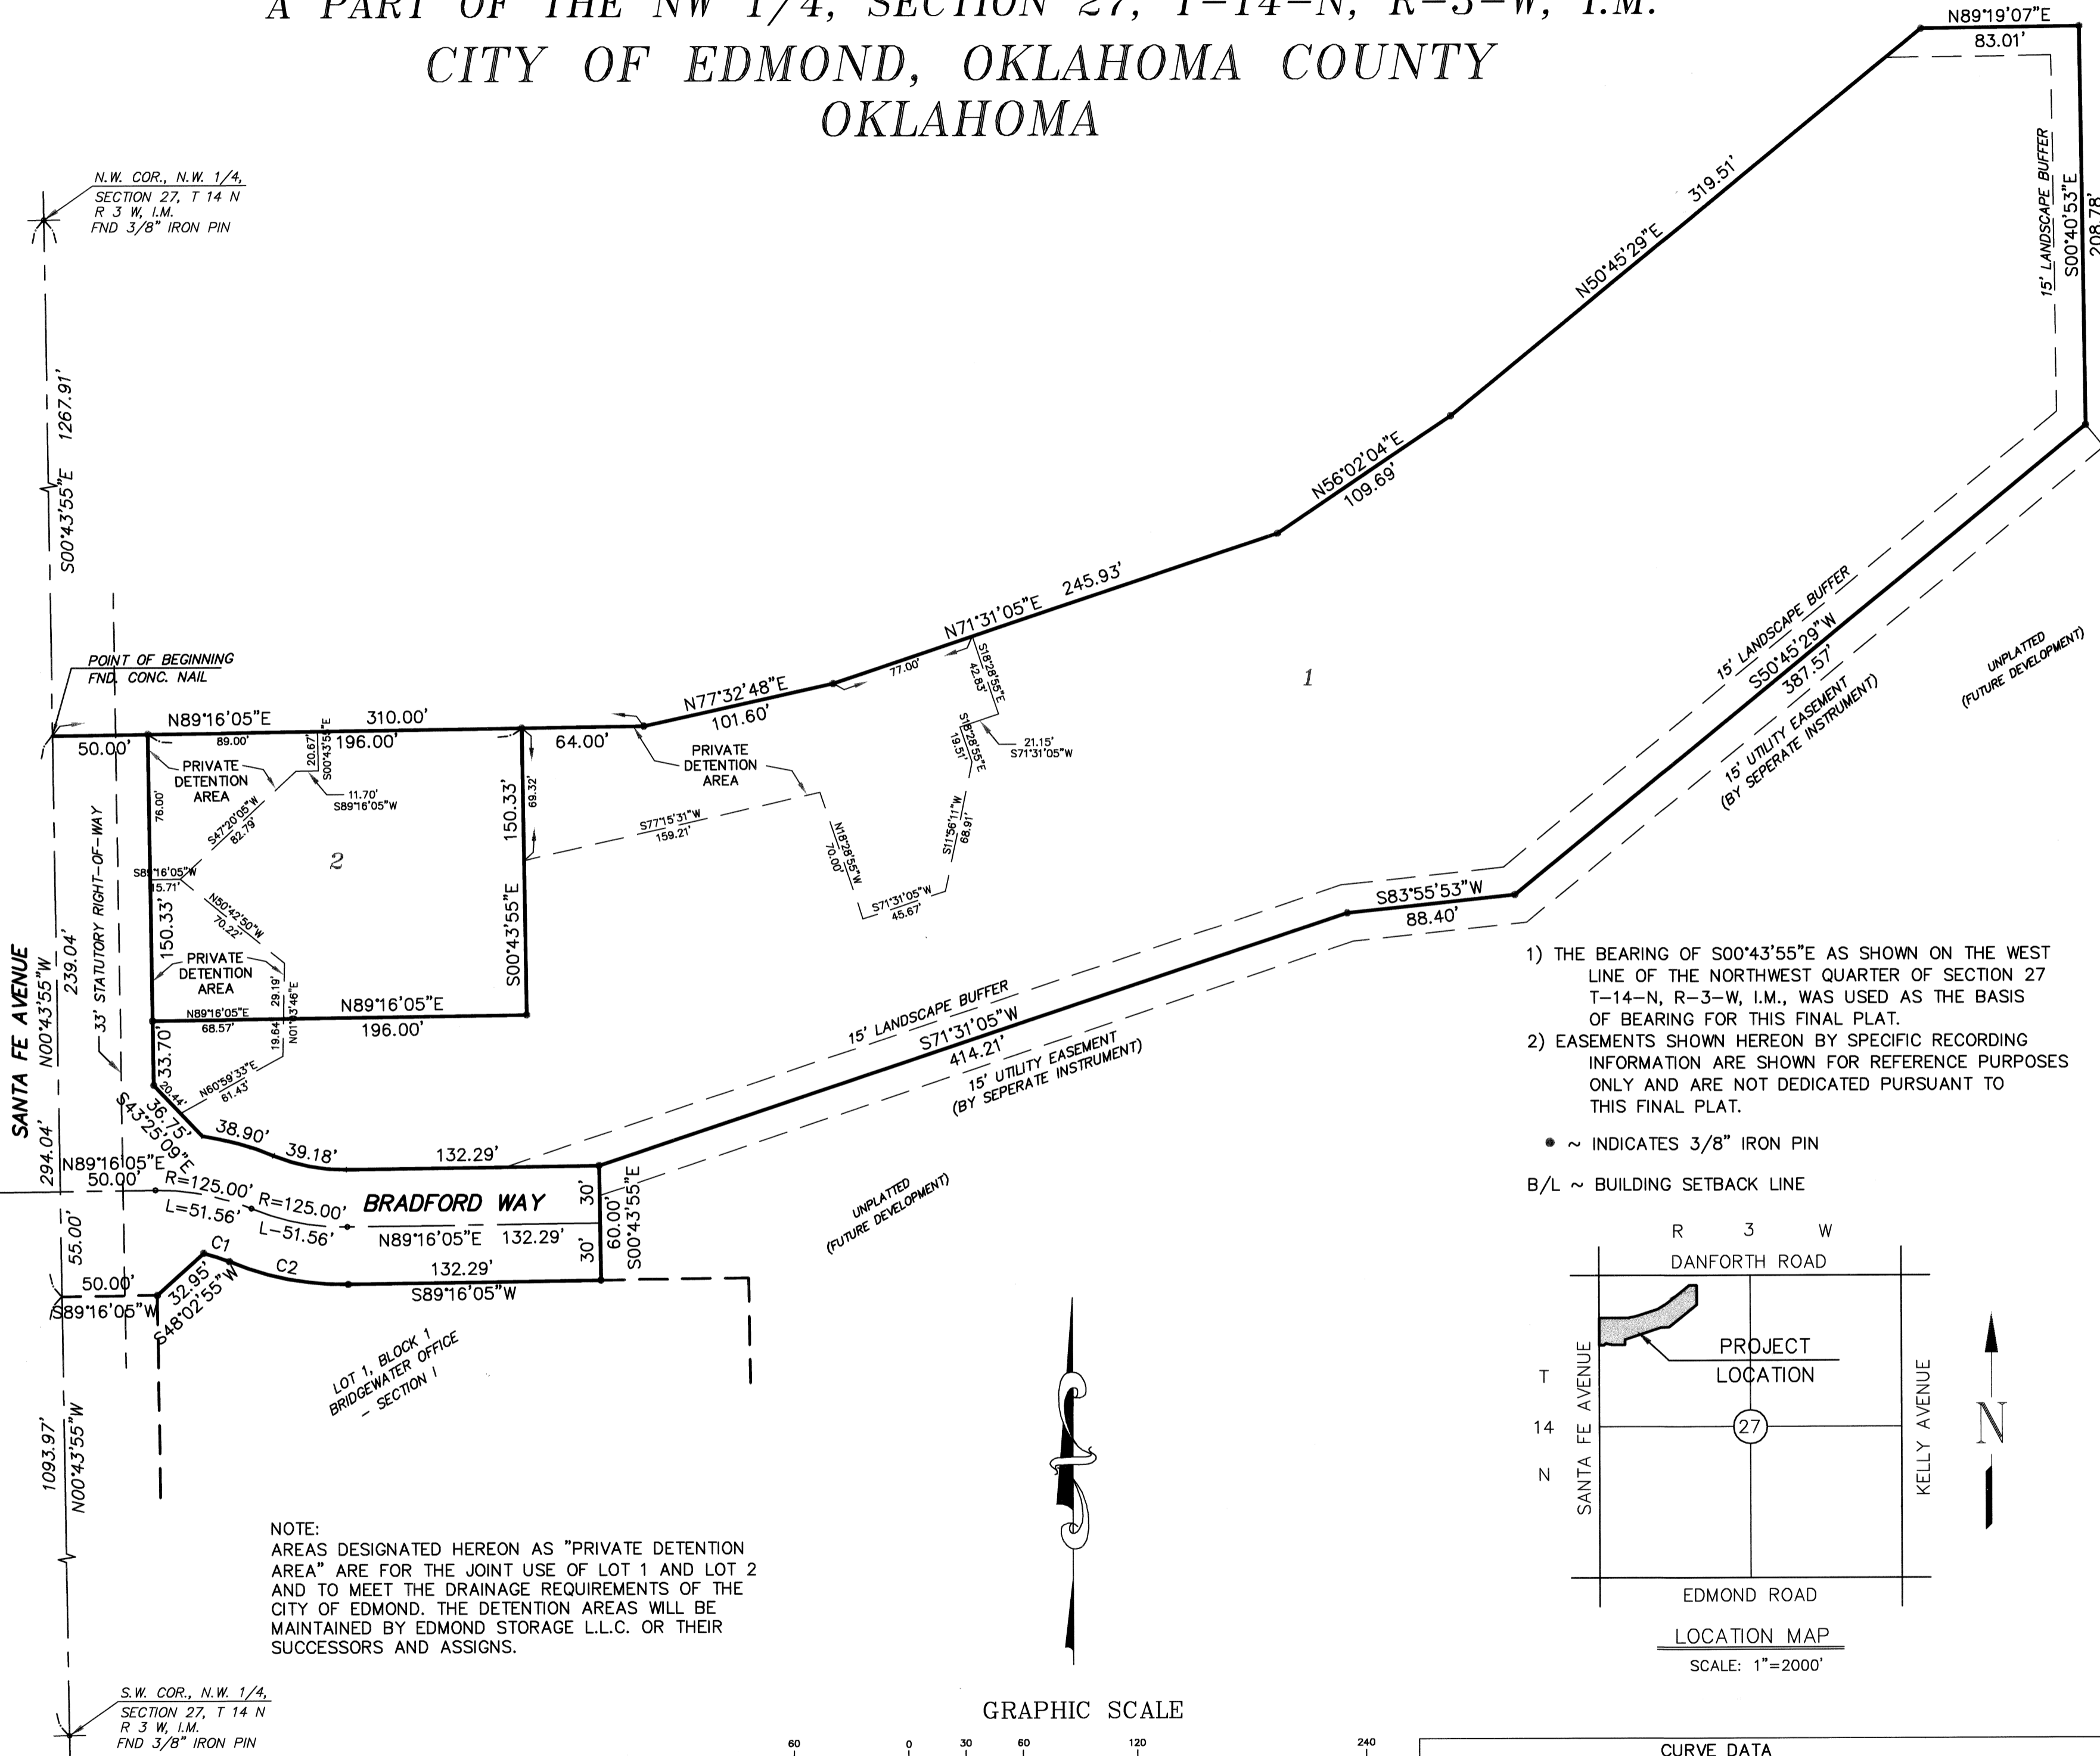 A PART OF THE NW 1/4, SECTION 27, T-14-N, R-3-W, I.M.
CITY OF EDMOND, OKLAHOMA COUNTY
OKLAHOMA
N89°19'07"E
83.01'
15' LANDSCAPE BUFFER
S00°40'53"E
208.78'
319.51'
N50°45'29"E
N56°02'04"E
109.69'
245.93'
N71°31'05"E
77.00'
S18°28'55"E
42.83'
S18°28'55"E
19.51'
21.15'
S71°31'05"W
S11°56'11"W
68.91'
S71°31'05"W
45.67'
N18°28'55"W
70.00'
S77°15'31"W
159.21'
N77°32'48"E
101.60'
PRIVATE
DETENTION
AREA
1
N.W. COR., N.W. 1/4,
SECTION 27, T 14 N
R 3 W, I.M.
FND 3/8" IRON PIN
S00°43'55"E 1267.91'
POINT OF BEGINNING
FND. CONC. NAIL
N89°16'05"E
310.00'
50.00'
89.00'
196.00'
64.00'
20.67'
S00°43'55"E
11.70'
S89°16'05"W
PRIVATE
DETENTION
AREA
76.00'
S47°20'05"W
82.79'
S89°16'05"W
15.71'
N50°42'50"W
70.22'
2
150.33'
69.32'
S00°43'55"E
150.33'
PRIVATE
DETENTION
AREA
29.19'
19.64'
N01°03'46"E
N89°16'05"E
68.57'
N89°16'05"E
196.00'
33.70'
20.44'
N60°59'33"E
61.43'
36.75'
S43°25'09"E
SANTA FE AVENUE
N00°43'55"W
239.04'
294.04'
33' STATUTORY RIGHT-OF-WAY
38.90'
39.18'
132.29'
N89°16'05"E
50.00'
R=125.00'
L=51.56'
R=125.00'
L-51.56'
BRADFORD WAY
N89°16'05"E 132.29'
30'
30'
60.00'
S00°43'55"E
55.00'
50.00'
S89°16'05"W
32.95'
S48°02'55"W
C1
C2
132.29'
S89°16'05"W
LOT 1, BLOCK 1
BRIDGEWATER OFFICE
- SECTION I
1093.97'
N00°43'55"W
15' LANDSCAPE BUFFER
S71°31'05"W
414.21'
15' UTILITY EASEMENT
(BY SEPERATE INSTRUMENT)
UNPLATTED
(FUTURE DEVELOPMENT)
S83°55'53"W
88.40'
15' LANDSCAPE BUFFER
S50°45'29"W
387.57'
15' UTILITY EASEMENT
(BY SEPERATE INSTRUMENT)
UNPLATTED
(FUTURE DEVELOPMENT)
1) THE BEARING OF S00°43'55"E AS SHOWN ON THE WEST
LINE OF THE NORTHWEST QUARTER OF SECTION 27
T-14-N, R-3-W, I.M., WAS USED AS THE BASIS
OF BEARING FOR THIS FINAL PLAT.
2) EASEMENTS SHOWN HEREON BY SPECIFIC RECORDING
INFORMATION ARE SHOWN FOR REFERENCE PURPOSES
ONLY AND ARE NOT DEDICATED PURSUANT TO
THIS FINAL PLAT.
● ~ INDICATES 3/8" IRON PIN
B/L ~ BUILDING SETBACK LINE
R 3 W
DANFORTH ROAD
PROJECT
LOCATION
T
14
N
SANTA FE AVENUE
27
KELLY AVENUE
N
EDMOND ROAD
LOCATION MAP
SCALE: 1"=2000'
NOTE:
AREAS DESIGNATED HEREON AS "PRIVATE DETENTION
AREA" ARE FOR THE JOINT USE OF LOT 1 AND LOT 2
AND TO MEET THE DRAINAGE REQUIREMENTS OF THE
CITY OF EDMOND. THE DETENTION AREAS WILL BE
MAINTAINED BY EDMOND STORAGE L.L.C. OR THEIR
SUCCESSORS AND ASSIGNS.
S.W. COR., N.W. 1/4,
SECTION 27, T 14 N
R 3 W, I.M.
FND 3/8" IRON PIN
GRAPHIC SCALE
60 0 30 60 120 240
CURVE DATA